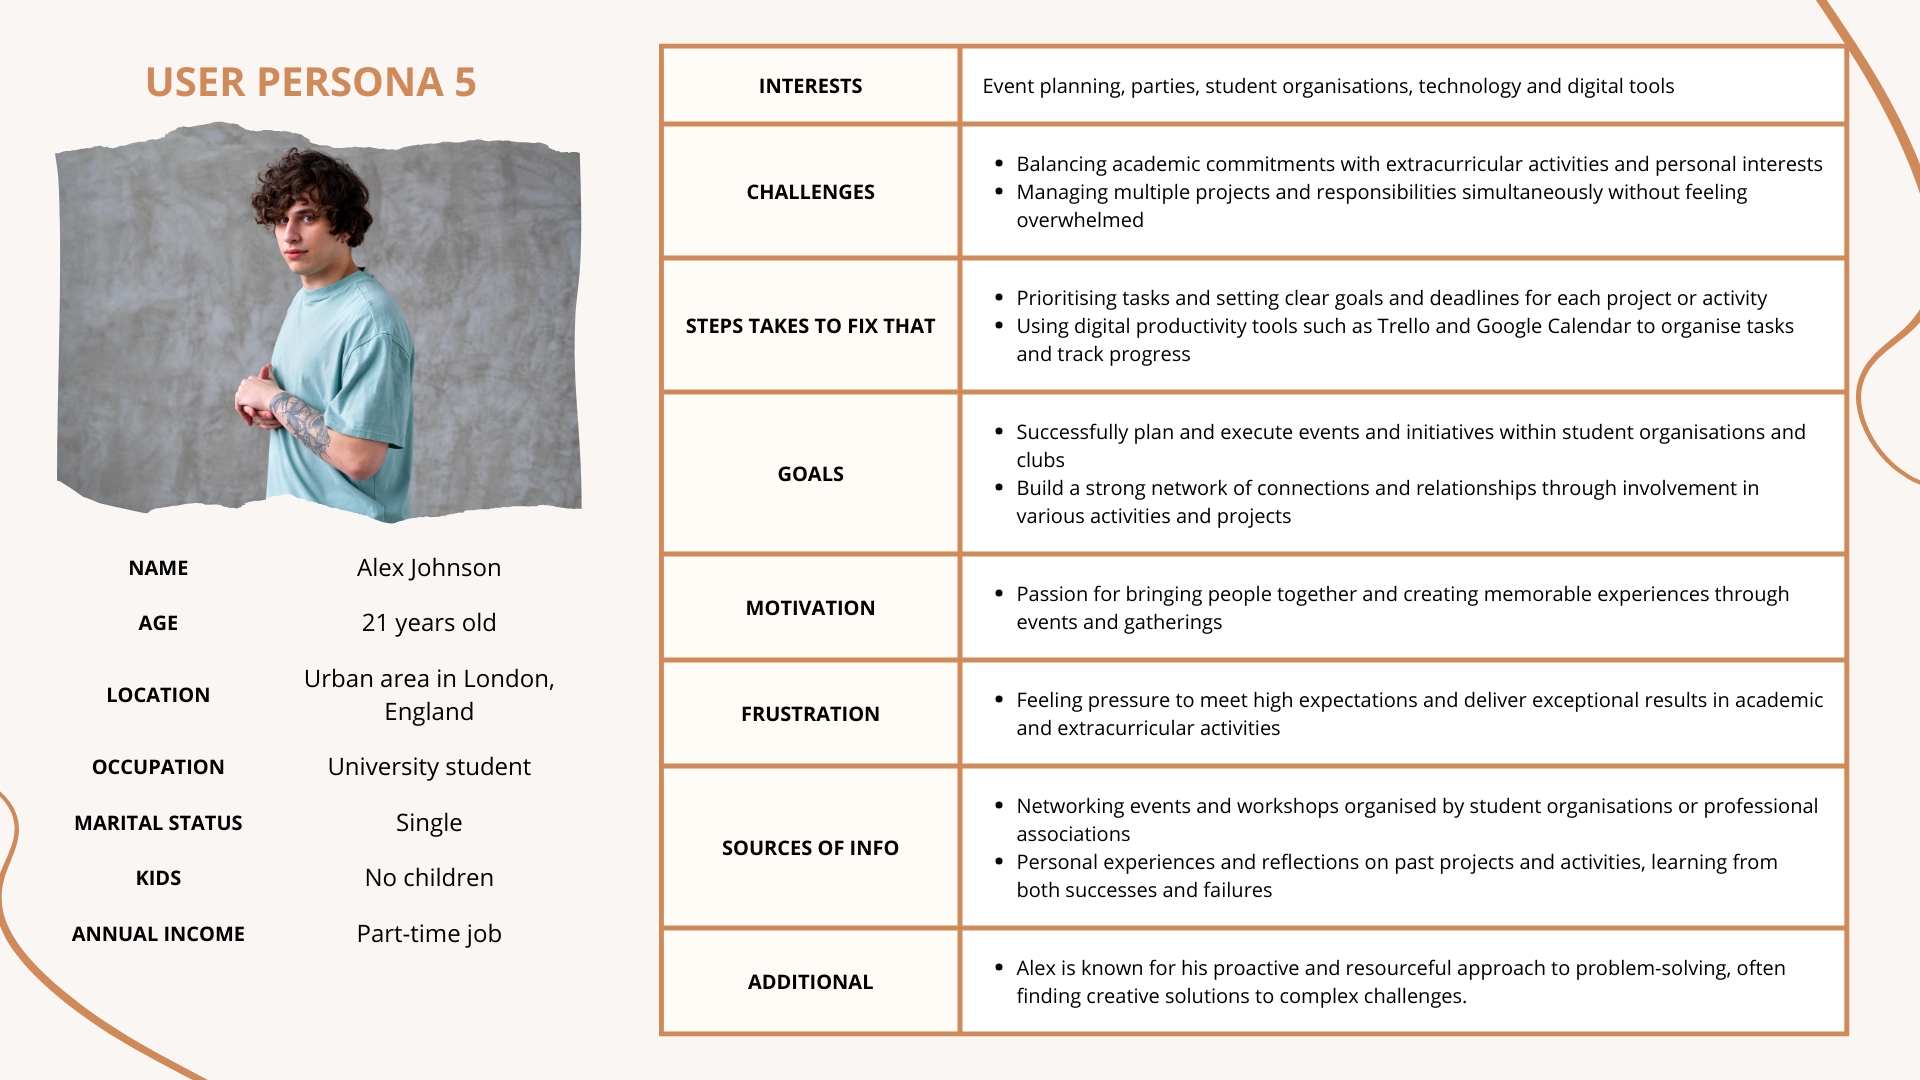 USER PERSONA 5
NAME Alex Johnson
AGE 21 years old
LOCATION Urban area in London,
England
OCCUPATION University student
MARITAL STATUS Single
KIDS No children
ANNUAL INCOME Part-time job
INTERESTS Event planning, parties, student organisations, technology and digital tools
CHALLENGES
• Balancing academic commitments with extracurricular activities and personal interests
• Managing multiple projects and responsibilities simultaneously without feeling
overwhelmed
STEPS TAKES TO FIX THAT
• Prioritising tasks and setting clear goals and deadlines for each project or activity
• Using digital productivity tools such as Trello and Google Calendar to organise tasks
and track progress
GOALS
• Successfully plan and execute events and initiatives within student organisations and
clubs
• Build a strong network of connections and relationships through involvement in
various activities and projects
MOTIVATION
• Passion for bringing people together and creating memorable experiences through
events and gatherings
FRUSTRATION
• Feeling pressure to meet high expectations and deliver exceptional results in academic
and extracurricular activities
SOURCES OF INFO
• Networking events and workshops organised by student organisations or professional
associations
• Personal experiences and reflections on past projects and activities, learning from
both successes and failures
ADDITIONAL
• Alex is known for his proactive and resourceful approach to problem-solving, often
finding creative solutions to complex challenges.